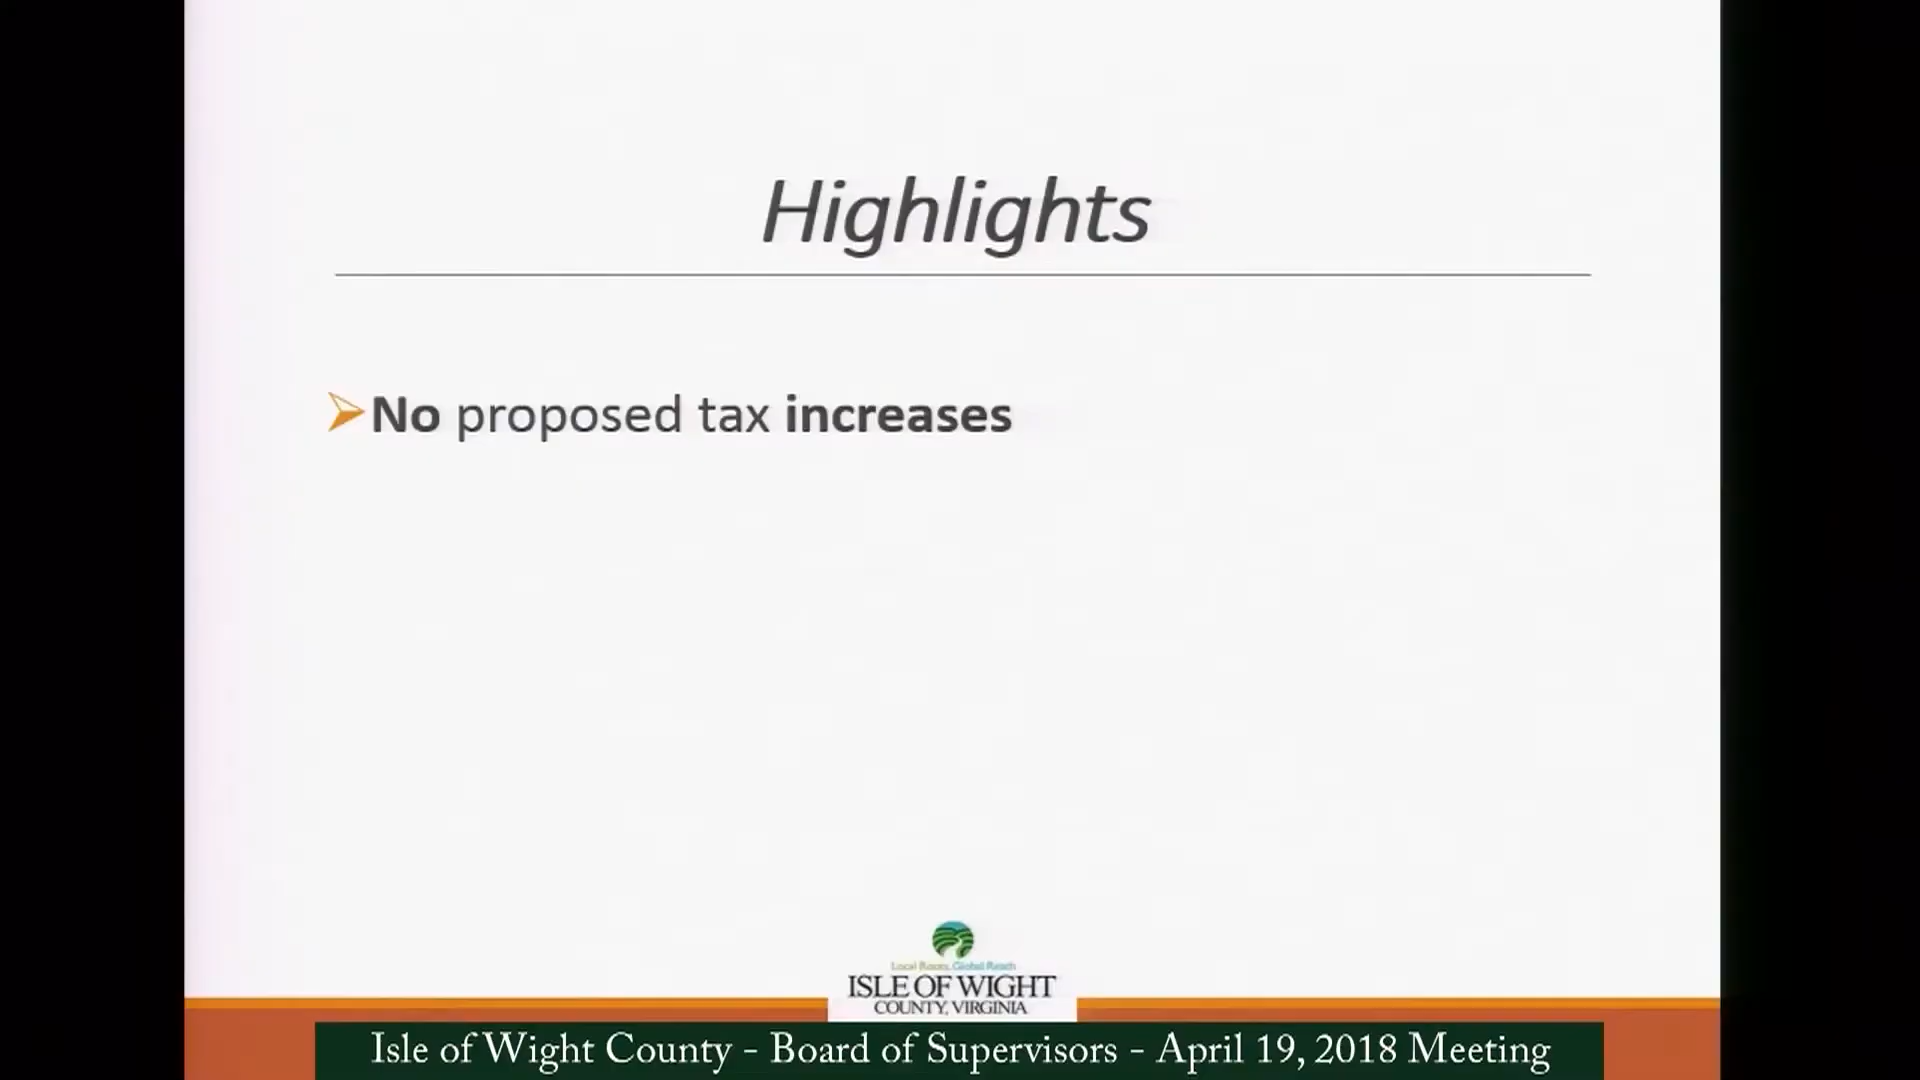 Highlights
No proposed tax increases
Local Roots, Global Reach
ISLE OF WIGHT
COUNTY, VIRGINIA
Isle of Wight County - Board of Supervisors - April 19, 2018 Meeting